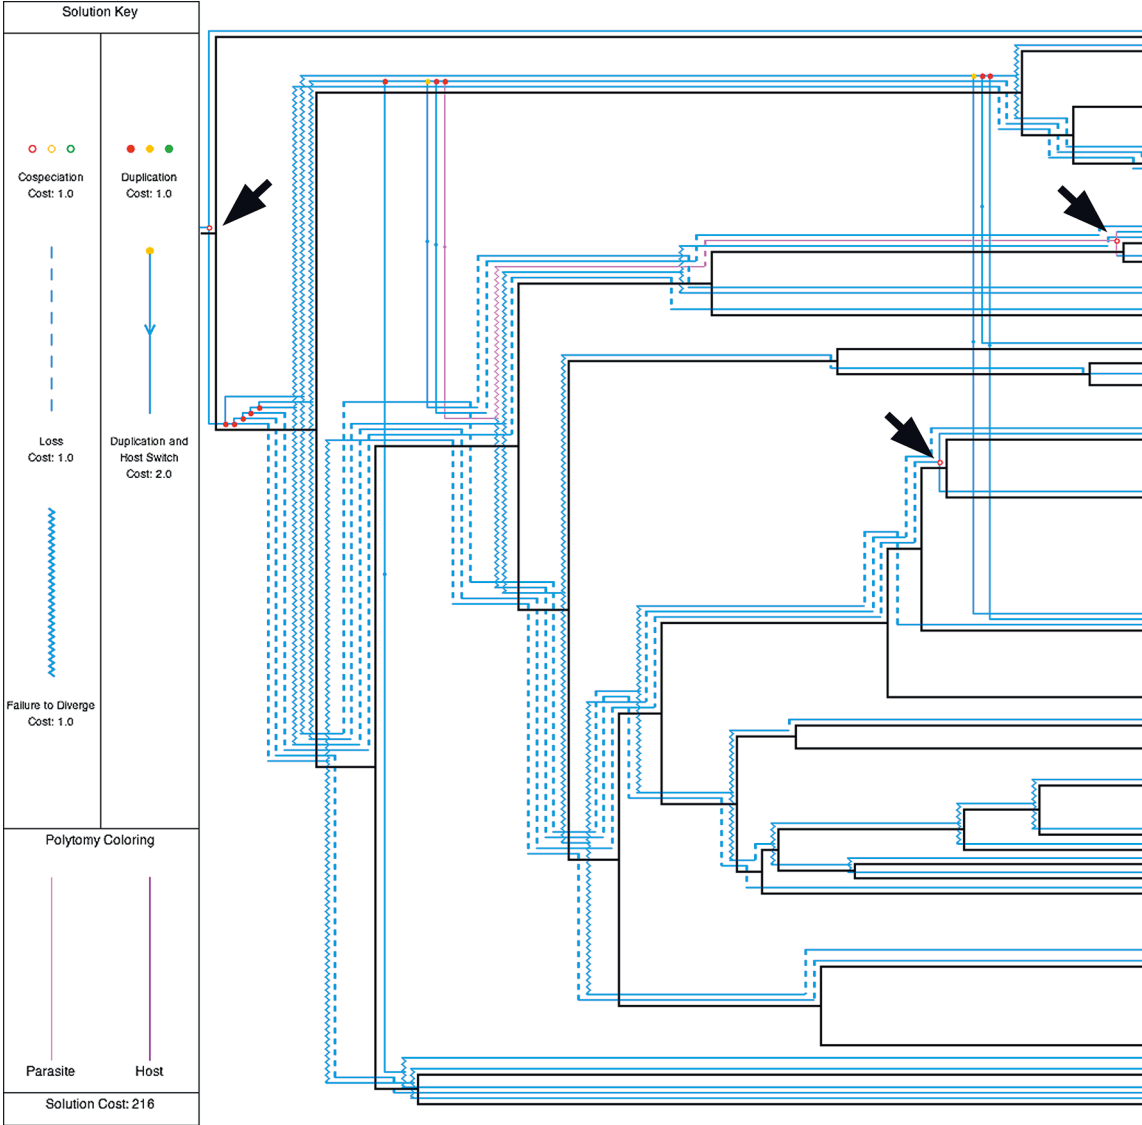 Solution Key
Cospeciation
Cost: 1.0
Duplication
Cost: 1.0
Loss
Cost: 1.0
Duplication and
Host Switch
Cost: 2.0
Failure to Diverge
Cost: 1.0
Polytomy Coloring
Parasite
Host
Solution Cost: 216